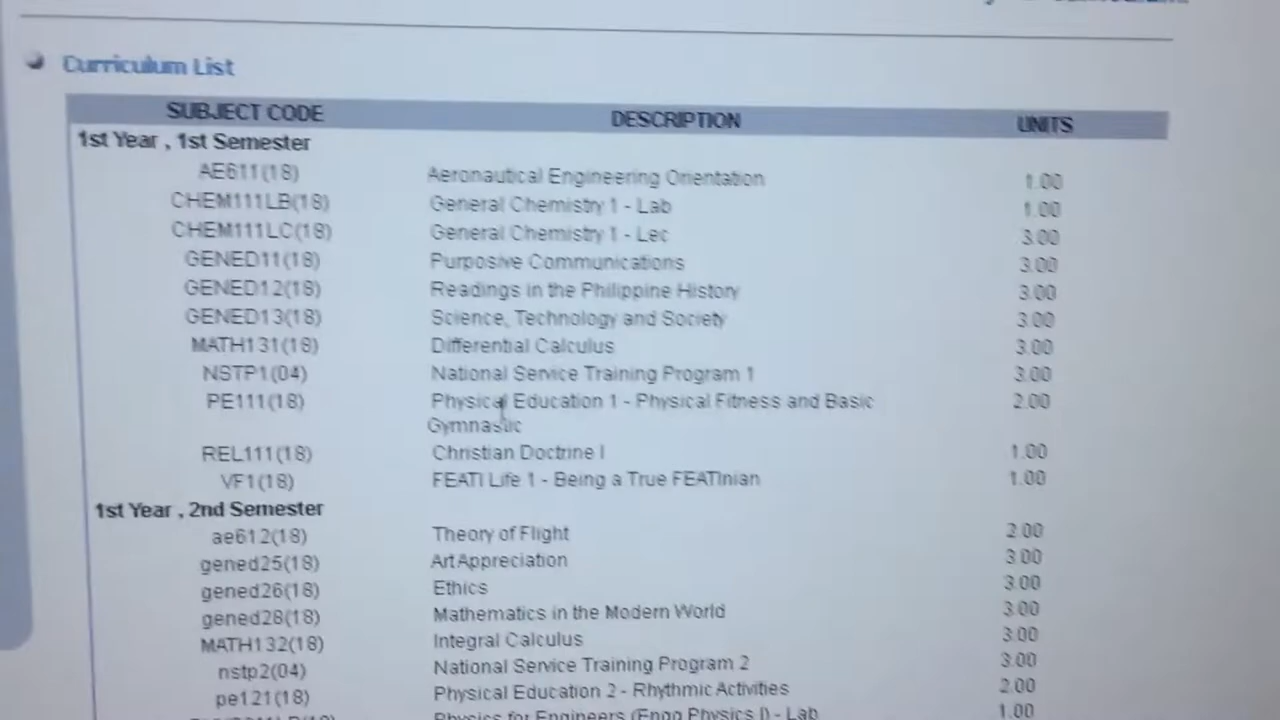 Curriculum List
SUBJECT CODE DESCRIPTION UNITS
1st Year , 1st Semester
AE611(18) Aeronautical Engineering Orientation 1.00
CHEM111LB(18) General Chemistry 1 - Lab 1.00
CHEM111LC(18) General Chemistry 1 - Lec 3.00
GENED11(18) Purposive Communications 3.00
GENED12(18) Readings in the Philippine History 3.00
GENED13(18) Science, Technology and Society 3.00
MATH131(18) Differential Calculus 3.00
NSTP1(04) National Service Training Program 1 3.00
PE111(18) Physical Education 1 - Physical Fitness and Basic 2.00
Gymnastic
REL111(18) Christian Doctrine I 1.00
VF1(18) FEATI Life 1 - Being a True FEATInian 1.00
1st Year , 2nd Semester
ae612(18) Theory of Flight 2.00
gened25(18) Art Appreciation 3.00
gened26(18) Ethics 3.00
gened28(18) Mathematics in the Modern World 3.00
MATH132(18) Integral Calculus 3.00
nstp2(04) National Service Training Program 2 3.00
pe121(18) Physical Education 2 - Rhythmic Activities 2.00
Physics for Engineers (Engg Physics I) - Lab 1.00